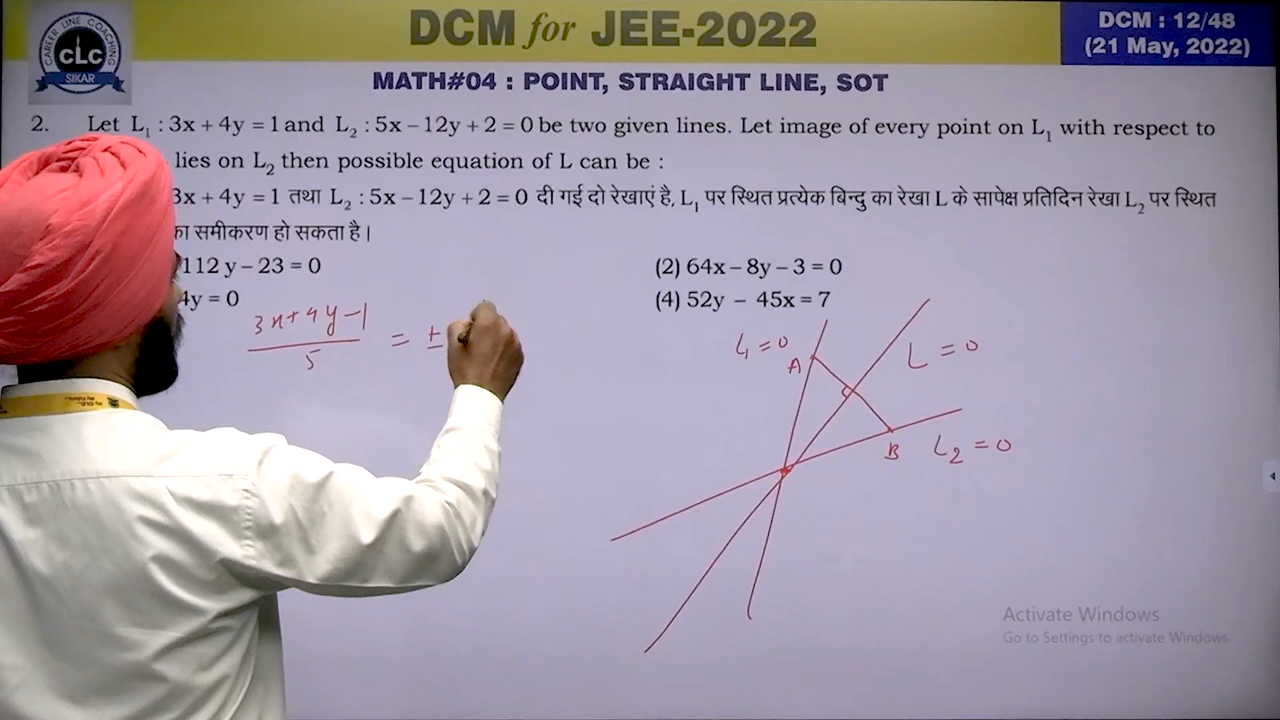 DCM for JEE-2022
DCM : 12/48
(21 May, 2022)
CAREER LINE COACHING
CLC
SIKAR
MATH#04 : POINT, STRAIGHT LINE, SOT
2. Let L₁ : 3x + 4y = 1 and L₂ : 5x – 12y + 2 = 0 be two given lines. Let image of every point on L₁ with respect to
lies on L₂ then possible equation of L can be :
3x + 4y = 1 तथा L₂ : 5x – 12y + 2 = 0 दी गई दो रेखाएं है, L₁ पर स्थित प्रत्येक बिन्दु का रेखा L के सापेक्ष प्रतिदिन रेखा L₂ पर स्थित
का समीकरण हो सकता है।
112 y – 23 = 0
(2) 64x – 8y – 3 = 0
4y = 0
(4) 52y – 45x = 7
3x+4y-1
5
= ±
L₁ = 0
A
L = 0
B
L₂ = 0
Activate Windows
Go to Settings to activate Windows.